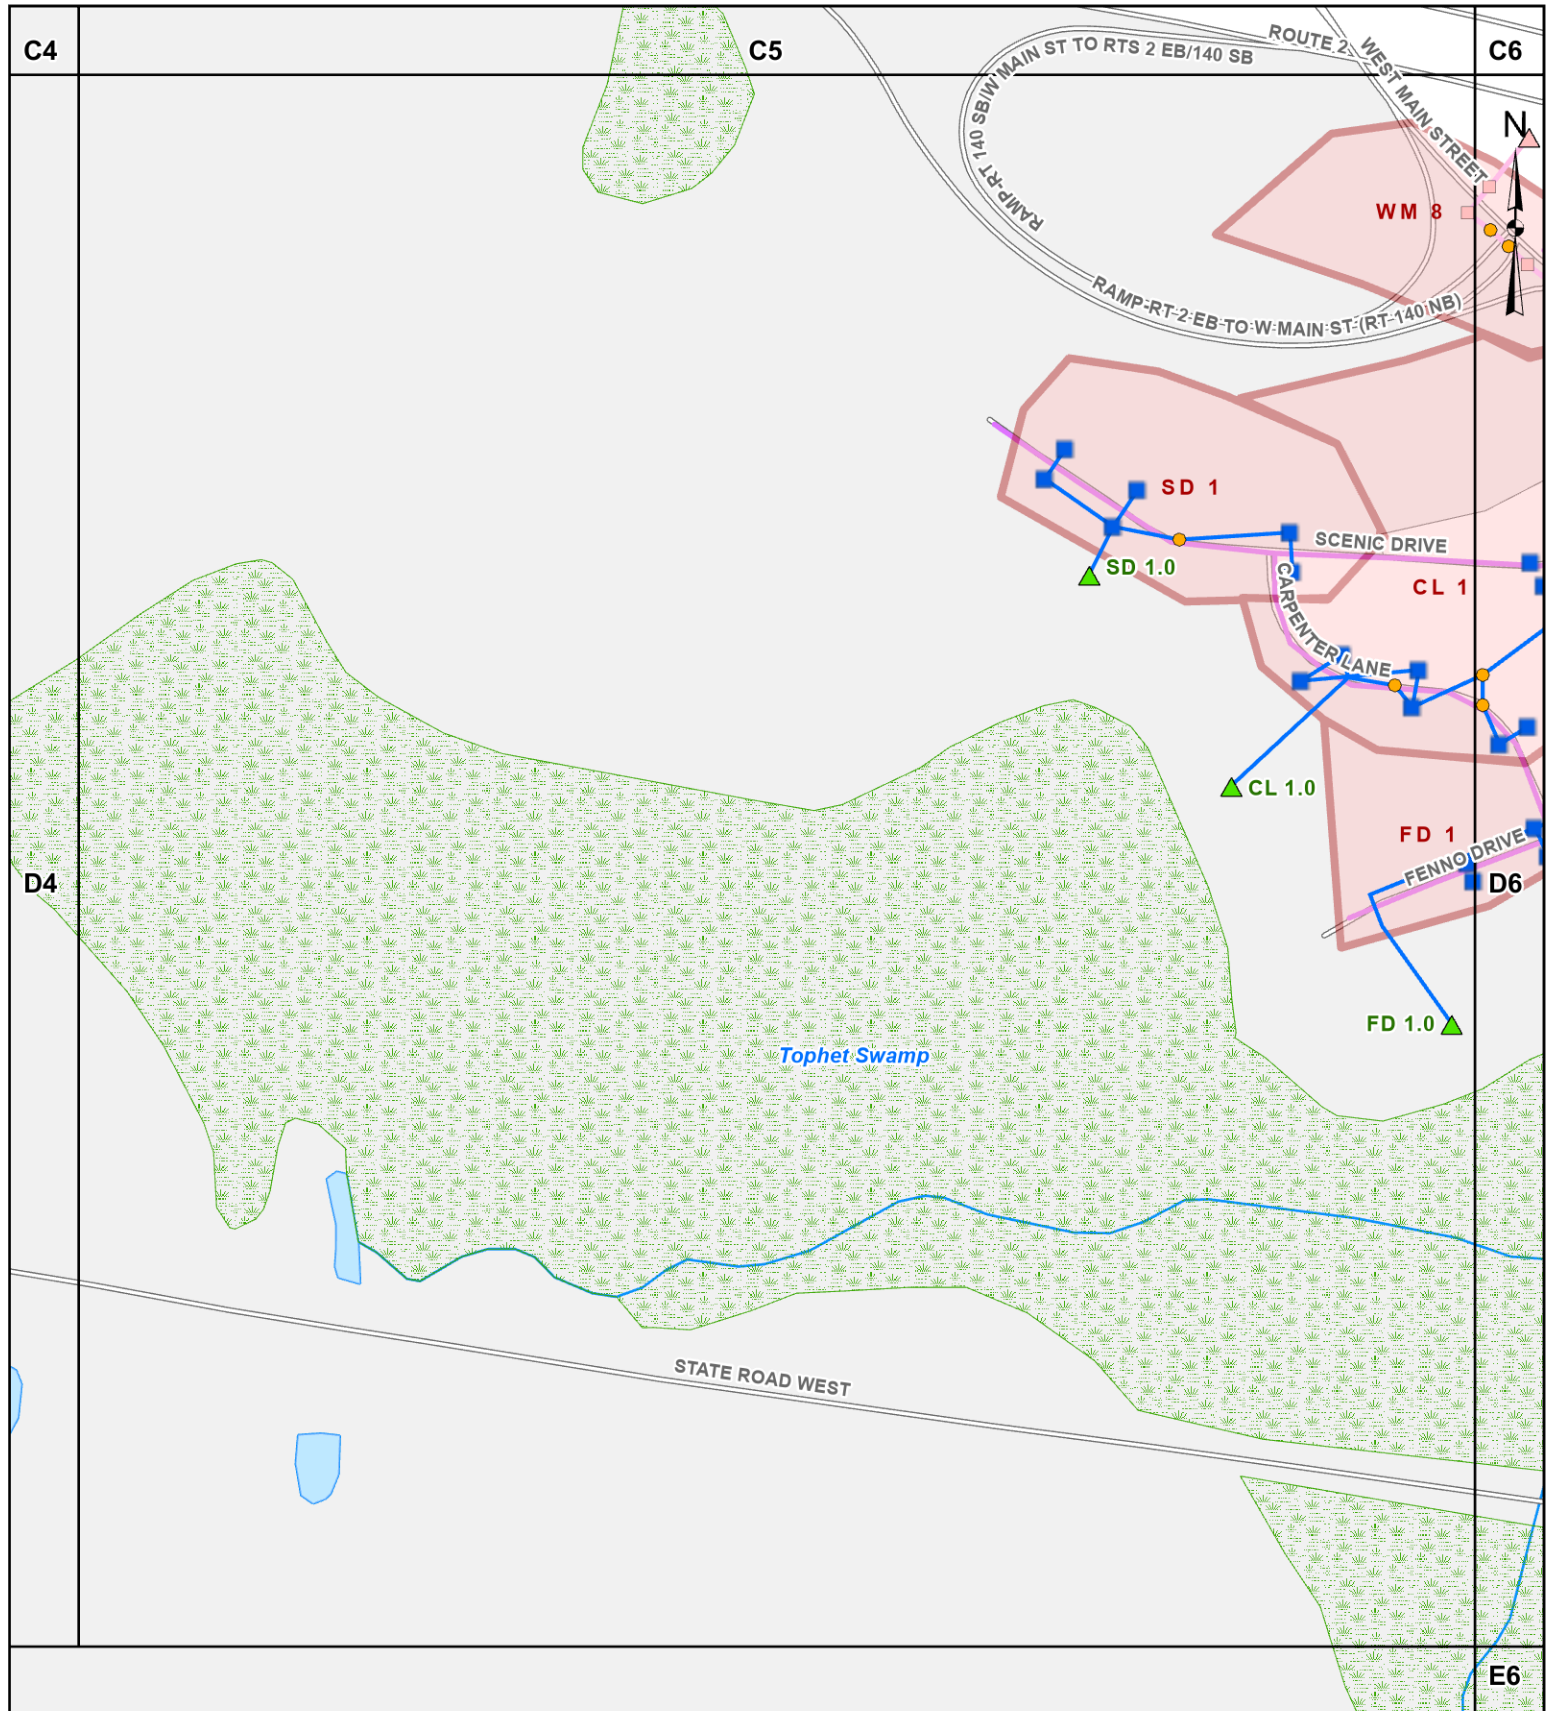 C4
C5
C6
ROUTE 2
MAIN ST TO RTS 2 EB/140 SB
RAMP-RT 140 SB/W
WEST MAIN STREET
N
WM 8
RAMP-RT 2 EB TO W MAIN ST (RT 140 NB)
SD 1
SCENIC DRIVE
SD 1.0
CL 1
CARPENTER LANE
CL 1.0
FD 1
FENNO DRIVE
D4
D6
FD 1.0
Tophet Swamp
STATE ROAD WEST
E6